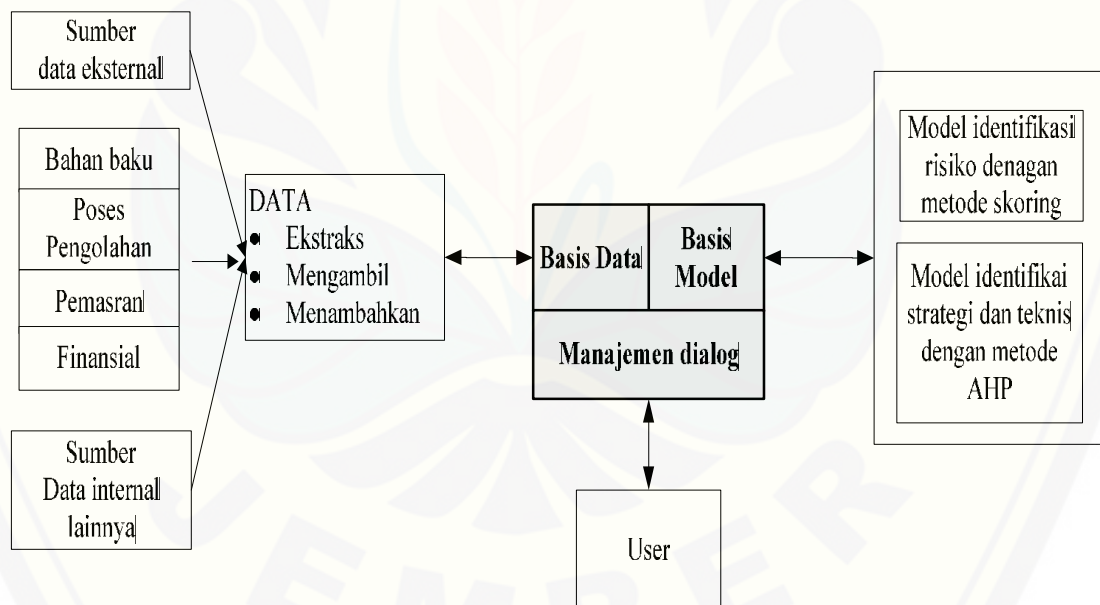 Sumber
data eksternal
Bahan baku
Poses
Pengolahan
Pemasran
Finansial
Sumber
Data internal
lainnya
DATA
• Ekstraks
• Mengambil
• Menambahkan
Basis Data
Basis
Model
Manajemen dialog
User
Model identifikasi
risiko denagan
metode skoring
Model identifikai
strategi dan teknis
dengan metode
AHP
JEMBER